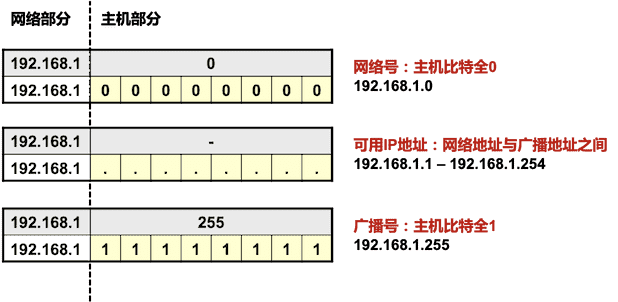 网络部分 主机部分
192.168.1 0
192.168.1 0 0 0 0 0 0 0 0
网络号：主机比特全0
192.168.1.0
192.168.1 -
192.168.1 . . . . . . . .
可用IP地址：网络地址与广播地址之间
192.168.1.1 – 192.168.1.254
192.168.1 255
192.168.1 1 1 1 1 1 1 1 1
广播号：主机比特全1
192.168.1.255